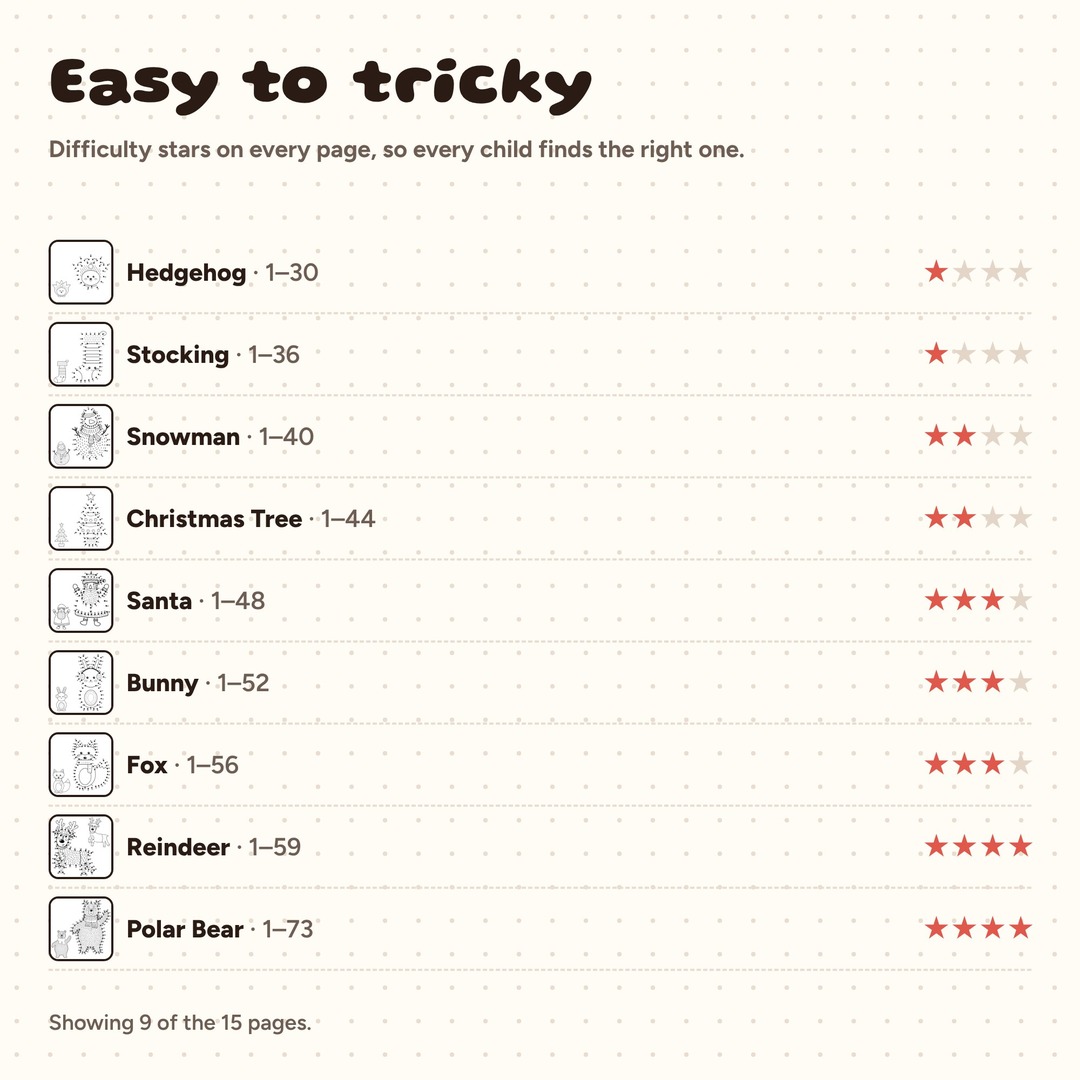 Easy to tricky
Difficulty stars on every page, so every child finds the right one.
Hedgehog · 1–30
Stocking · 1–36
Snowman · 1–40
Christmas Tree · 1–44
Santa · 1–48
Bunny · 1–52
Fox · 1–56
Reindeer · 1–59
Polar Bear · 1–73
Showing 9 of the 15 pages.